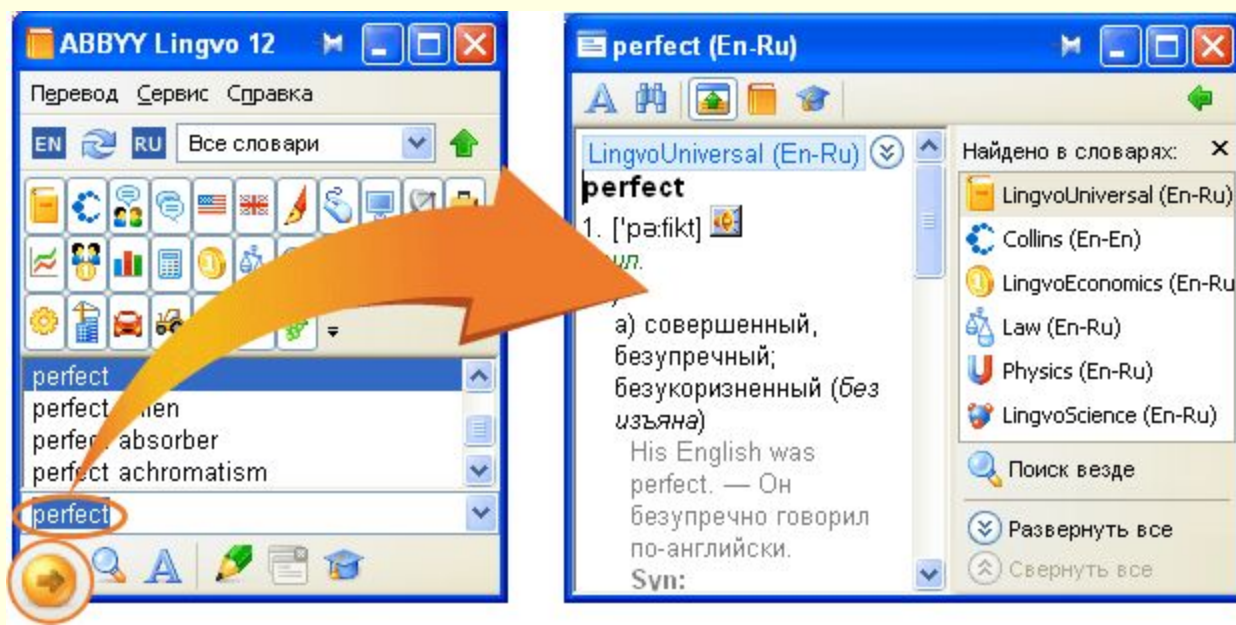 ABBYY Lingvo 12
Перевод Сервис Справка
EN RU Все словари
perfect
perfect
perfect absorber
perfect achromatism
perfect
A
perfect (En-Ru)
A
LingvoUniversal (En-Ru)
perfect
1. ['pə:fikt]
а) совершенный,
безупречный;
безукоризненный (без
изъяна)
His English was
perfect. — Он
безупречно говорил
по-английски.
Syn:
Найдено в словарях:
LingvoUniversal (En-Ru)
Collins (En-En)
LingvoEconomics (En-Ru
Law (En-Ru)
Physics (En-Ru)
LingvoScience (En-Ru)
Поиск везде
Развернуть все
Свернуть все